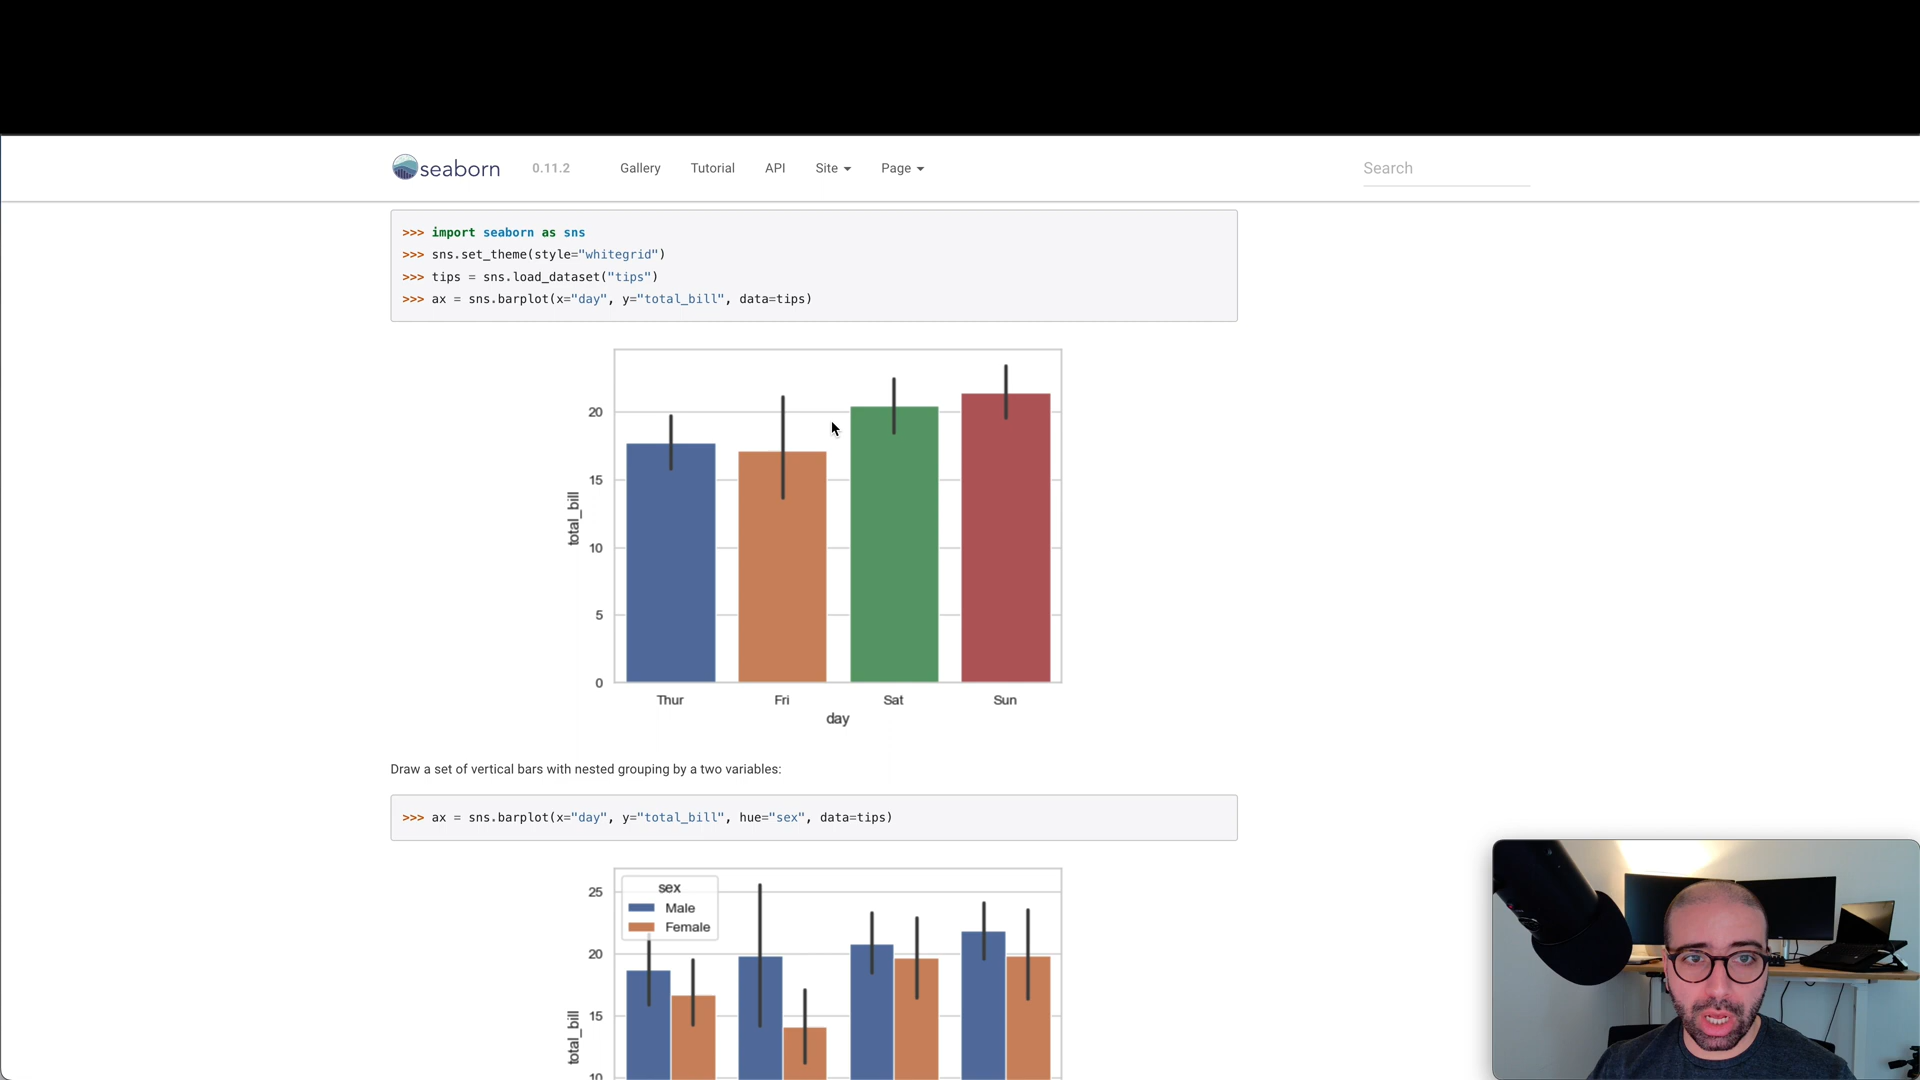 seaborn 0.11.2 Gallery Tutorial API Site Page Search
>>> import seaborn as sns
>>> sns.set_theme(style="whitegrid")
>>> tips = sns.load_dataset("tips")
>>> ax = sns.barplot(x="day", y="total_bill", data=tips)
20
15
10
5
0
total_bill
Thur Fri Sat Sun
day
Draw a set of vertical bars with nested grouping by a two variables:
>>> ax = sns.barplot(x="day", y="total_bill", hue="sex", data=tips)
sex
Male
Female
25
20
15
10
total_bill